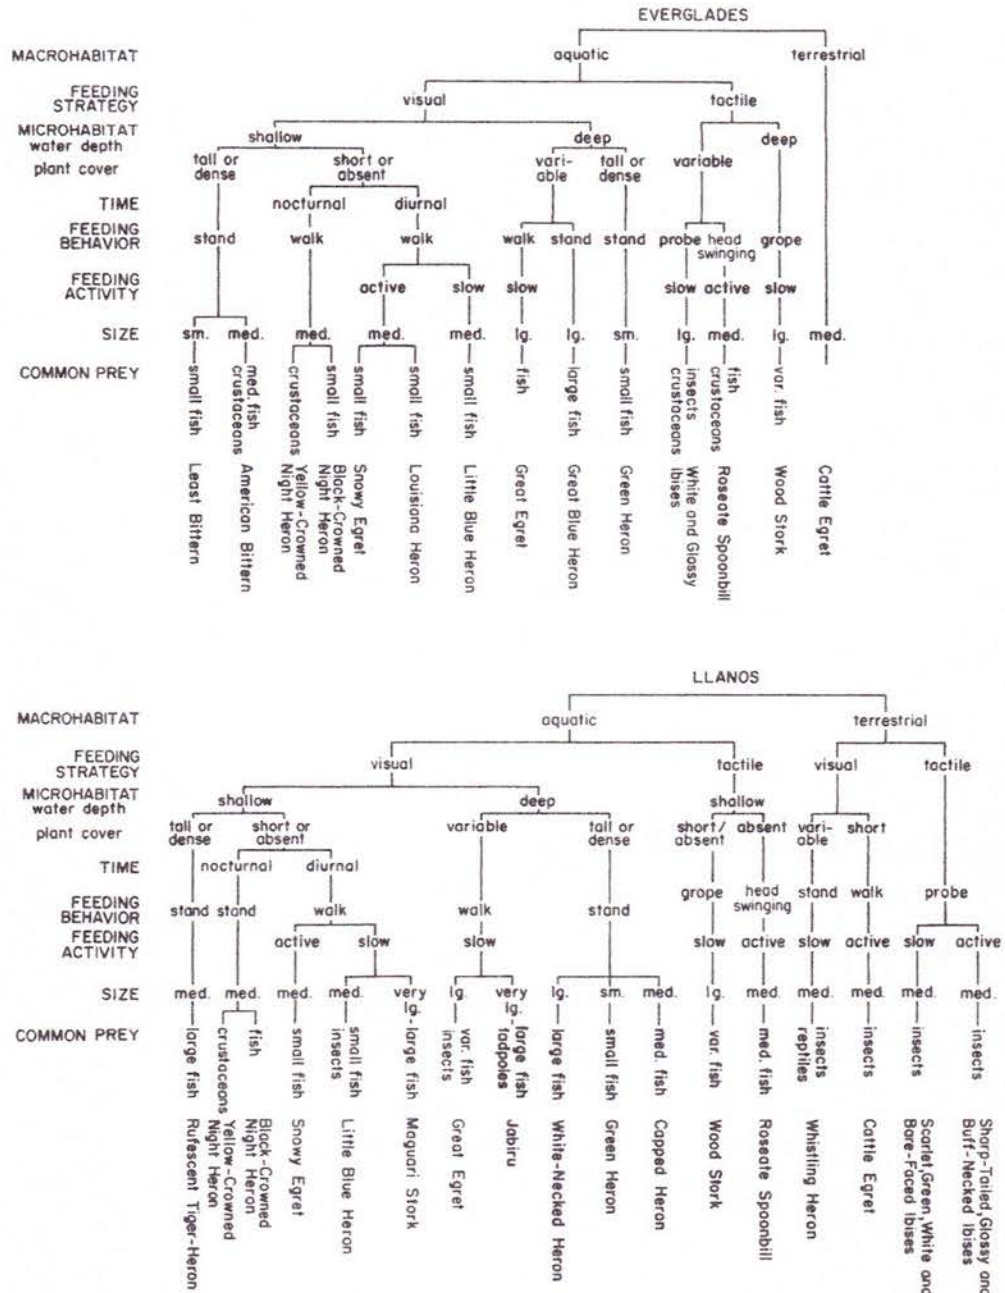 EVERGLADES
MACROHABITAT aquatic terrestrial
FEEDING STRATEGY visual tactile
MICROHABITAT
water depth shallow deep variable deep
plant cover tall or dense short or absent vari-able tall or dense
TIME nocturnal diurnal
FEEDING BEHAVIOR stand walk walk walk stand stand probe head swinging grope
FEEDING ACTIVITY active slow slow slow active slow
SIZE sm. med. med. med. med. lg. lg. sm. lg. med. lg. med.
COMMON PREY small fish
med. fish crustaceans
crustaceans
small fish
small fish
small fish
small fish
fish
large fish
small fish
insects crustaceans
fish crustaceans
var. fish
Least Bittern
American Bittern
Yellow-Crowned Night Heron
Black-Crowned Night Heron
Snowy Egret
Louisiana Heron
Little Blue Heron
Great Egret
Great Blue Heron
Green Heron
White and Glossy Ibises
Roseate Spoonbill
Wood Stork
Cattle Egret
LLANOS
MACROHABITAT aquatic terrestrial
FEEDING STRATEGY visual tactile visual tactile
MICROHABITAT
water depth shallow deep shallow
plant cover tall or dense short or absent variable tall or dense short/absent absent vari-able short
TIME nocturnal diurnal
FEEDING BEHAVIOR stand stand walk walk stand grope head swinging stand walk probe
FEEDING ACTIVITY active slow slow slow active slow active slow active
SIZE med. med. med. med. very lg. lg. very lg. lg. sm. med. lg. med. med. med. med. med.
COMMON PREY large fish
crustaceans
fish
small fish
small fish insects
large fish
var. fish insects
large fish tadpoles
large fish
small fish
med. fish
var. fish
med. fish
insects reptiles
insects
insects
insects
Rufescent Tiger-Heron
Yellow-Crowned Night Heron
Black-Crowned Night Heron
Snowy Egret
Little Blue Heron
Maguari Stork
Great Egret
Jabiru
White-Necked Heron
Green Heron
Capped Heron
Wood Stork
Roseate Spoonbill
Whistling Heron
Cattle Egret
Scarlet, Green, White and Bare-Faced Ibises
Sharp-Tailed, Glossy and Buff-Necked Ibises